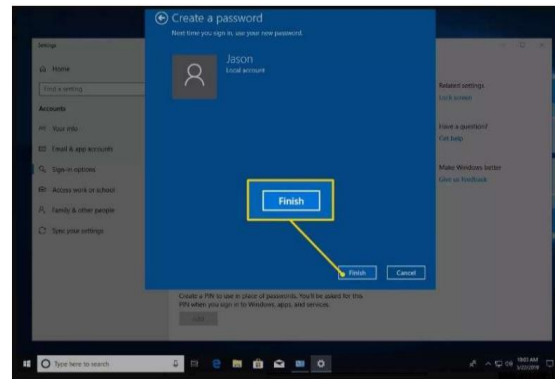 Create a password
Next time you sign in, use your new password.
Jason
Local account
Settings
Home
Find a setting
Accounts
Your info
Email & app accounts
Sign-in options
Access work or school
Family & other people
Sync your settings
Related settings
Lock screen
Have a question?
Get help
Make Windows better
Give us feedback
Finish
Finish
Cancel
Create a PIN to use in place of passwords. You'll be asked for this
PIN when you sign in to Windows, apps, and services.
Add
Type here to search
10:03 AM